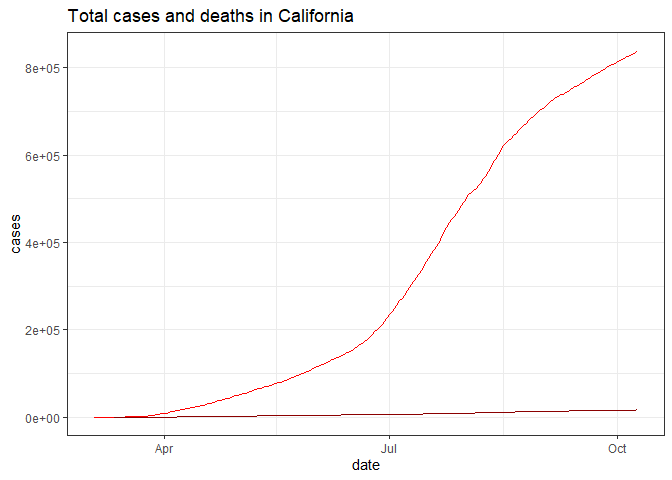 Total cases and deaths in California
8e+05
6e+05
4e+05
2e+05
0e+00
cases
Apr
Jul
Oct
date